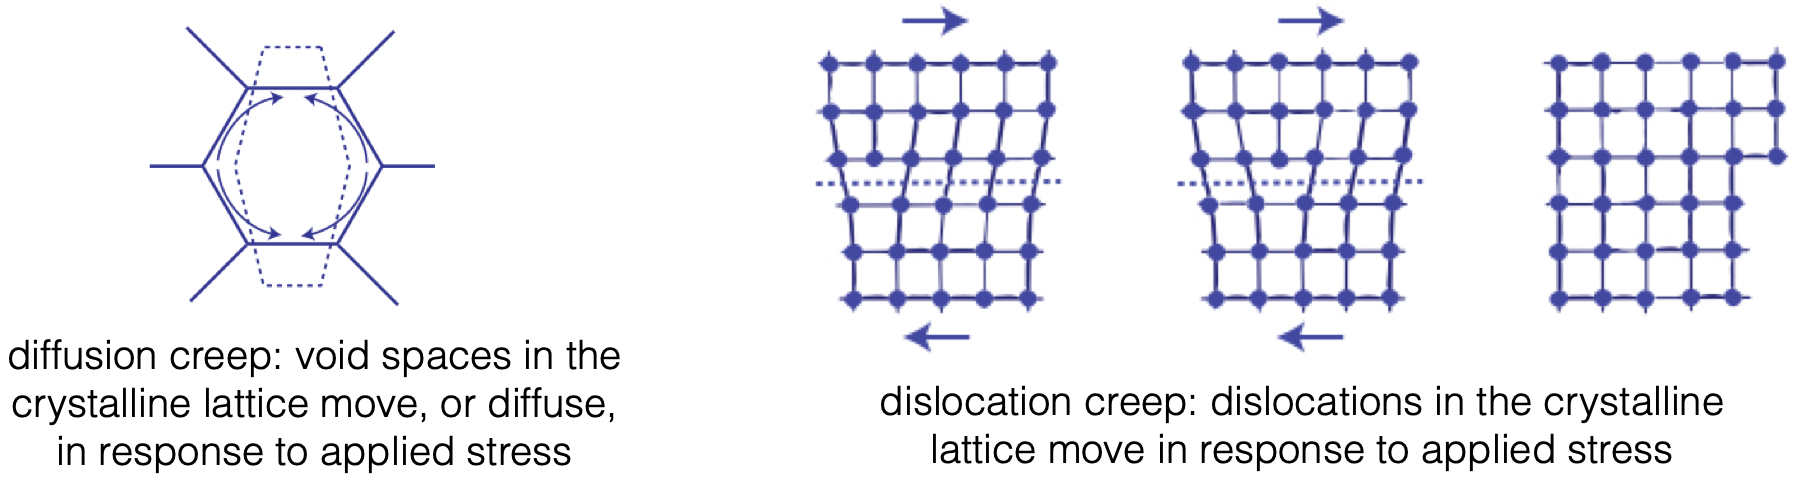 diffusion creep: void spaces in the
crystalline lattice move, or diffuse,
in response to applied stress
dislocation creep: dislocations in the crystalline
lattice move in response to applied stress